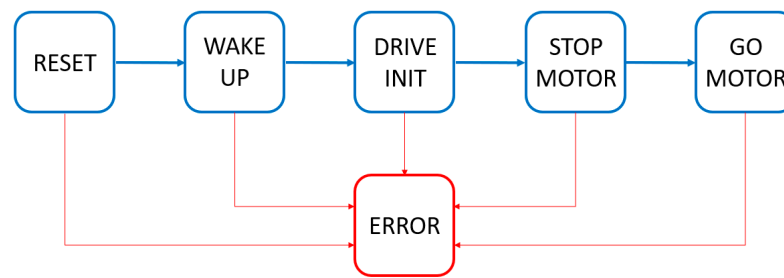 RESET
WAKE
UP
DRIVE
INIT
STOP
MOTOR
GO
MOTOR
ERROR